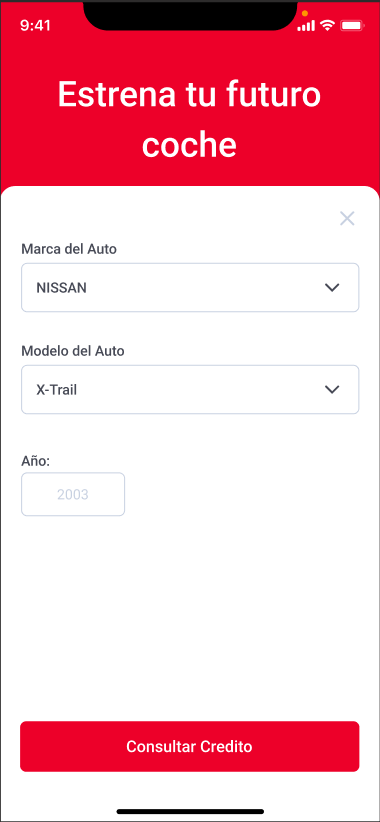 9:41
Estrena tu futuro
coche
Marca del Auto
NISSAN
Modelo del Auto
X-Trail
Año:
2003
Consultar Credito